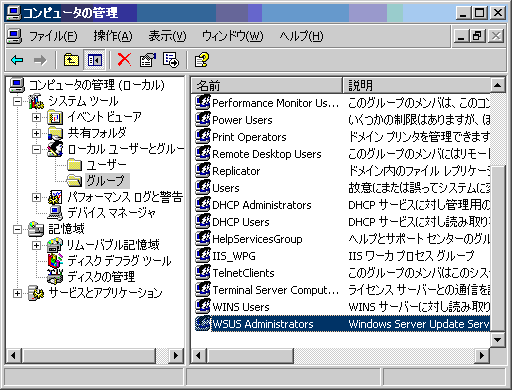 コンピュータの管理
ファイル(F) 操作(A) 表示(V) ウィンドウ(W) ヘルプ(H)
コンピュータの管理 (ローカル)
システム ツール
イベント ビューア
共有フォルダ
ローカル ユーザーとグルー
ユーザー
グループ
パフォーマンス ログと警告
デバイス マネージャ
記憶域
リムーバブル記憶域
ディスク デフラグ ツール
ディスクの管理
サービスとアプリケーション
名前 説明
Performance Monitor Us... このグループのメンバは、このコン
Power Users いくつかの制限はありますが、ほ
Print Operators ドメイン プリンタを管理できます
Remote Desktop Users このグループのメンバにはリモー
Replicator ドメイン内のファイル レプリケー
Users 故意にまたは誤ってシステムに変
DHCP Administrators DHCP サービスに対し管理用の
DHCP Users DHCP サービスに対し読み取り
HelpServicesGroup ヘルプとサポート センターのグル
IIS_WPG IIS ワーカ プロセス グループ
TelnetClients このグループのメンバはこのシス
Terminal Server Comput... ライセンス サーバーとの通信を
WINS Users WINS サーバーに対し読み取り
WSUS Administrators Windows Server Update Serv